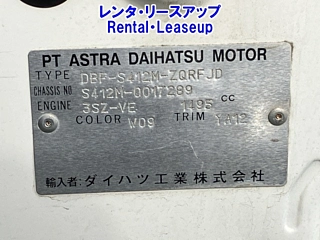 レンタ・リースアップ
Rental・Leaseup
PT ASTRA DAIHATSU MOTOR
TYPE DBF-S412M-ZQRFJD
CHASSIS NO S412M-0017289
ENGINE 3SZ-VE 1495 cc
COLOR W09 TRIM YA12
輸入者：ダイハツ工業株式会社